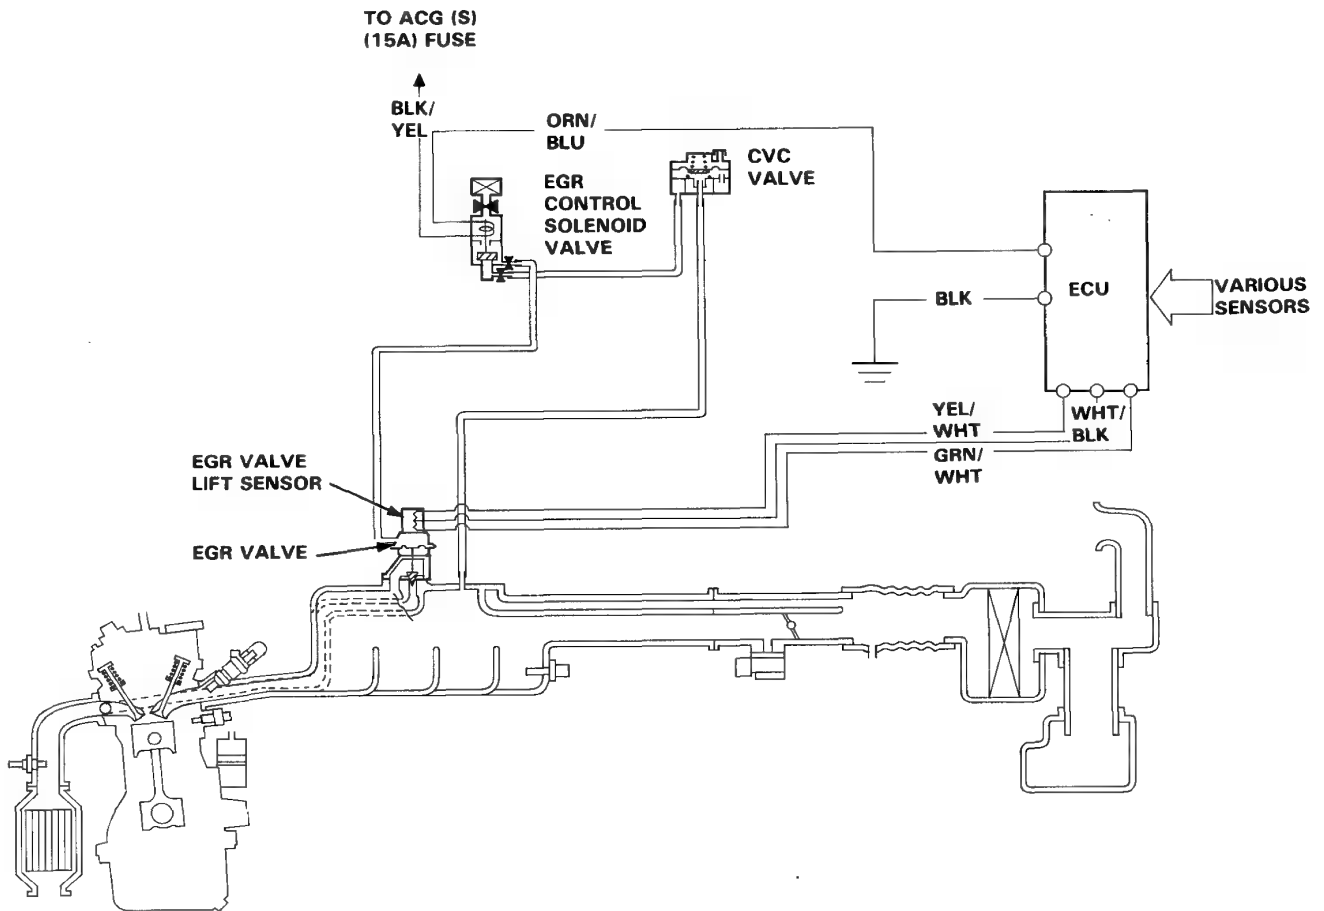 TO ACG (S)
(15A) FUSE
BLK/
YEL
ORN/
BLU
CVC
VALVE
EGR
CONTROL
SOLENOID
VALVE
ECU
VARIOUS
SENSORS
BLK
YEL/
WHT
WHT/
BLK
GRN/
WHT
EGR VALVE
LIFT SENSOR
EGR VALVE